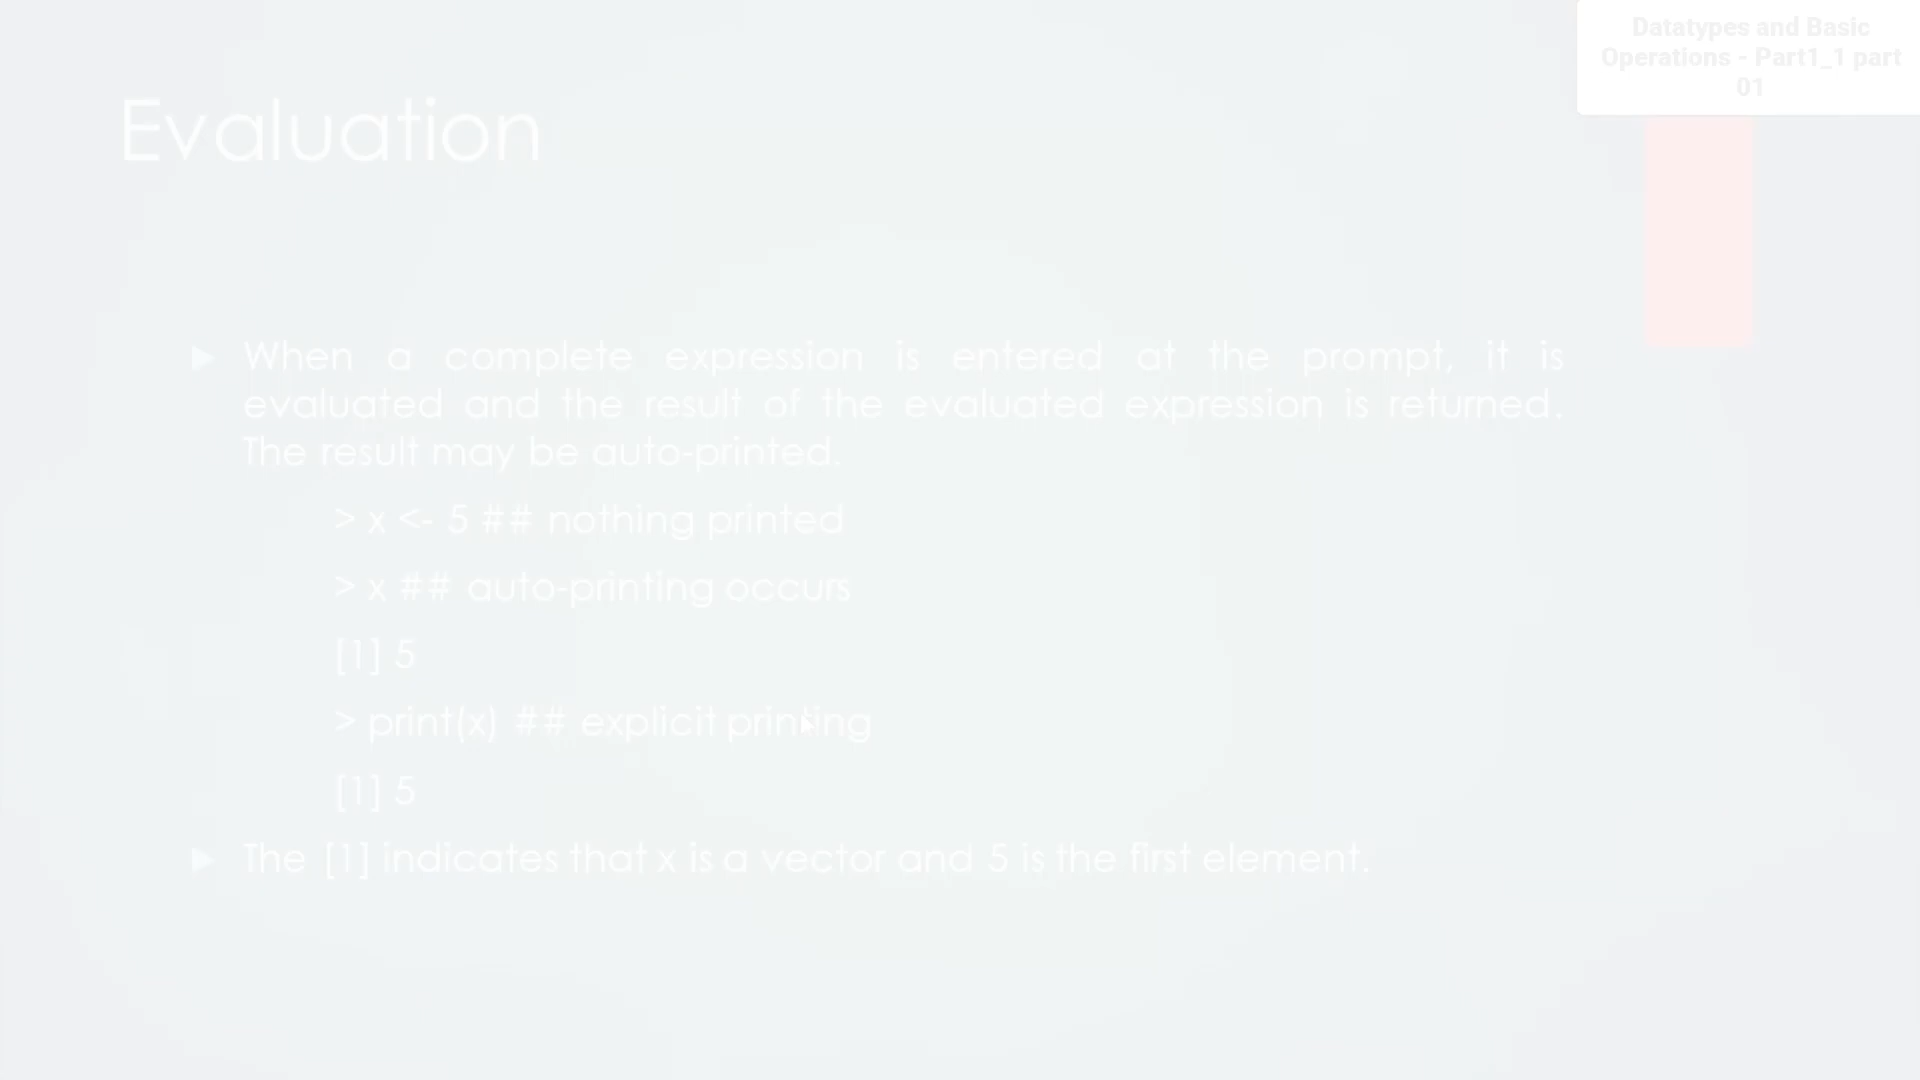 Datatypes and Basic
Operations - Part1_1 part
01
Evaluation
When a complete expression is entered at the prompt, it is
evaluated and the result of the evaluated expression is returned.
The result may be auto-printed.
> x <- 5 ## nothing printed
> x ## auto-printing occurs
[1] 5
> print(x) ## explicit printing
[1] 5
The [1] indicates that x is a vector and 5 is the first element.